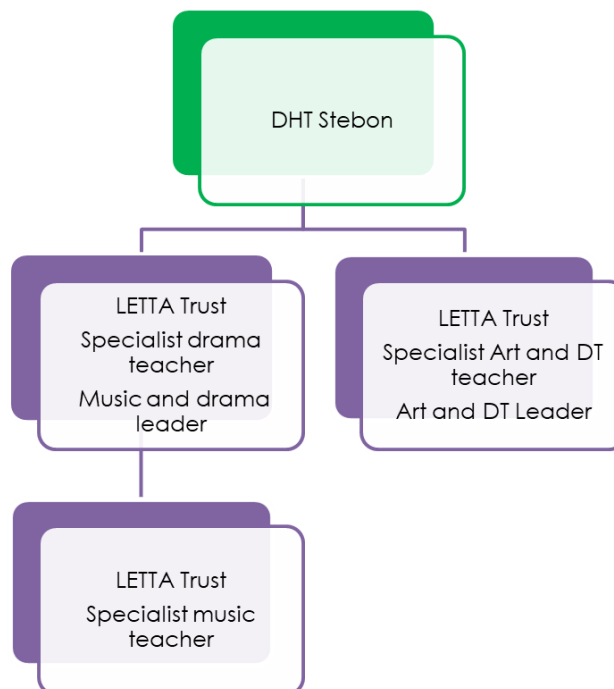 DHT Stebon
LETTA Trust
Specialist drama
teacher
Music and drama
leader
LETTA Trust
Specialist Art and DT
teacher
Art and DT Leader
LETTA Trust
Specialist music
teacher